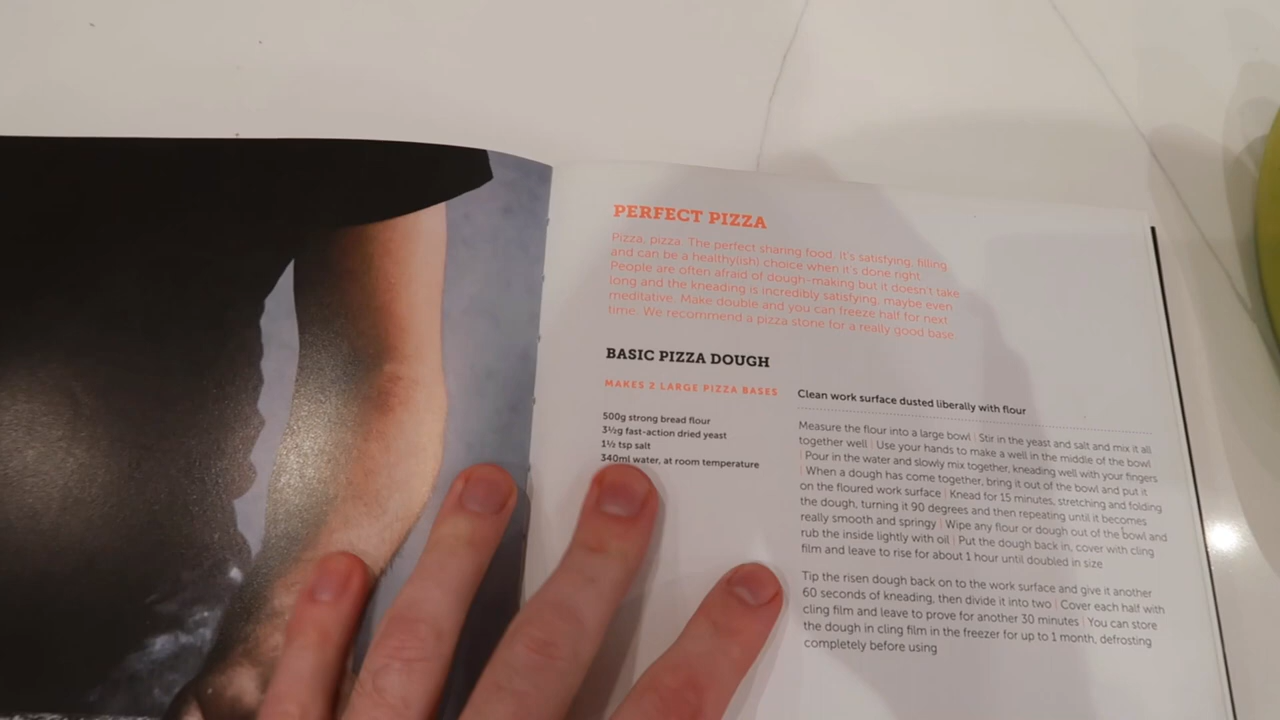 PERFECT PIZZA
Pizza, pizza. The perfect sharing food. It's satisfying, filling
and can be a healthy(ish) choice when it's done right.
People are often afraid of dough-making but it doesn't take
long and the kneading is incredibly satisfying, maybe even
meditative. Make double and you can freeze half for next
time. We recommend a pizza stone for a really good base.
BASIC PIZZA DOUGH
MAKES 2 LARGE PIZZA BASES
500g strong bread flour
3½g fast-action dried yeast
1½ tsp salt
340ml water, at room temperature
Clean work surface dusted liberally with flour
Measure the flour into a large bowl | Stir in the yeast and salt and mix it all
together well | Use your hands to make a well in the middle of the bowl
| Pour in the water and slowly mix together, kneading well with your fingers
| When a dough has come together, bring it out of the bowl and put it
on the floured work surface | Knead for 15 minutes, stretching and folding
the dough, turning it 90 degrees and then repeating until it becomes
really smooth and springy | Wipe any flour or dough out of the bowl and
rub the inside lightly with oil | Put the dough back in, cover with cling
film and leave to rise for about 1 hour until doubled in size
Tip the risen dough back on to the work surface and give it another
60 seconds of kneading, then divide it into two | Cover each half with
cling film and leave to prove for another 30 minutes | You can store
the dough in cling film in the freezer for up to 1 month, defrosting
completely before using